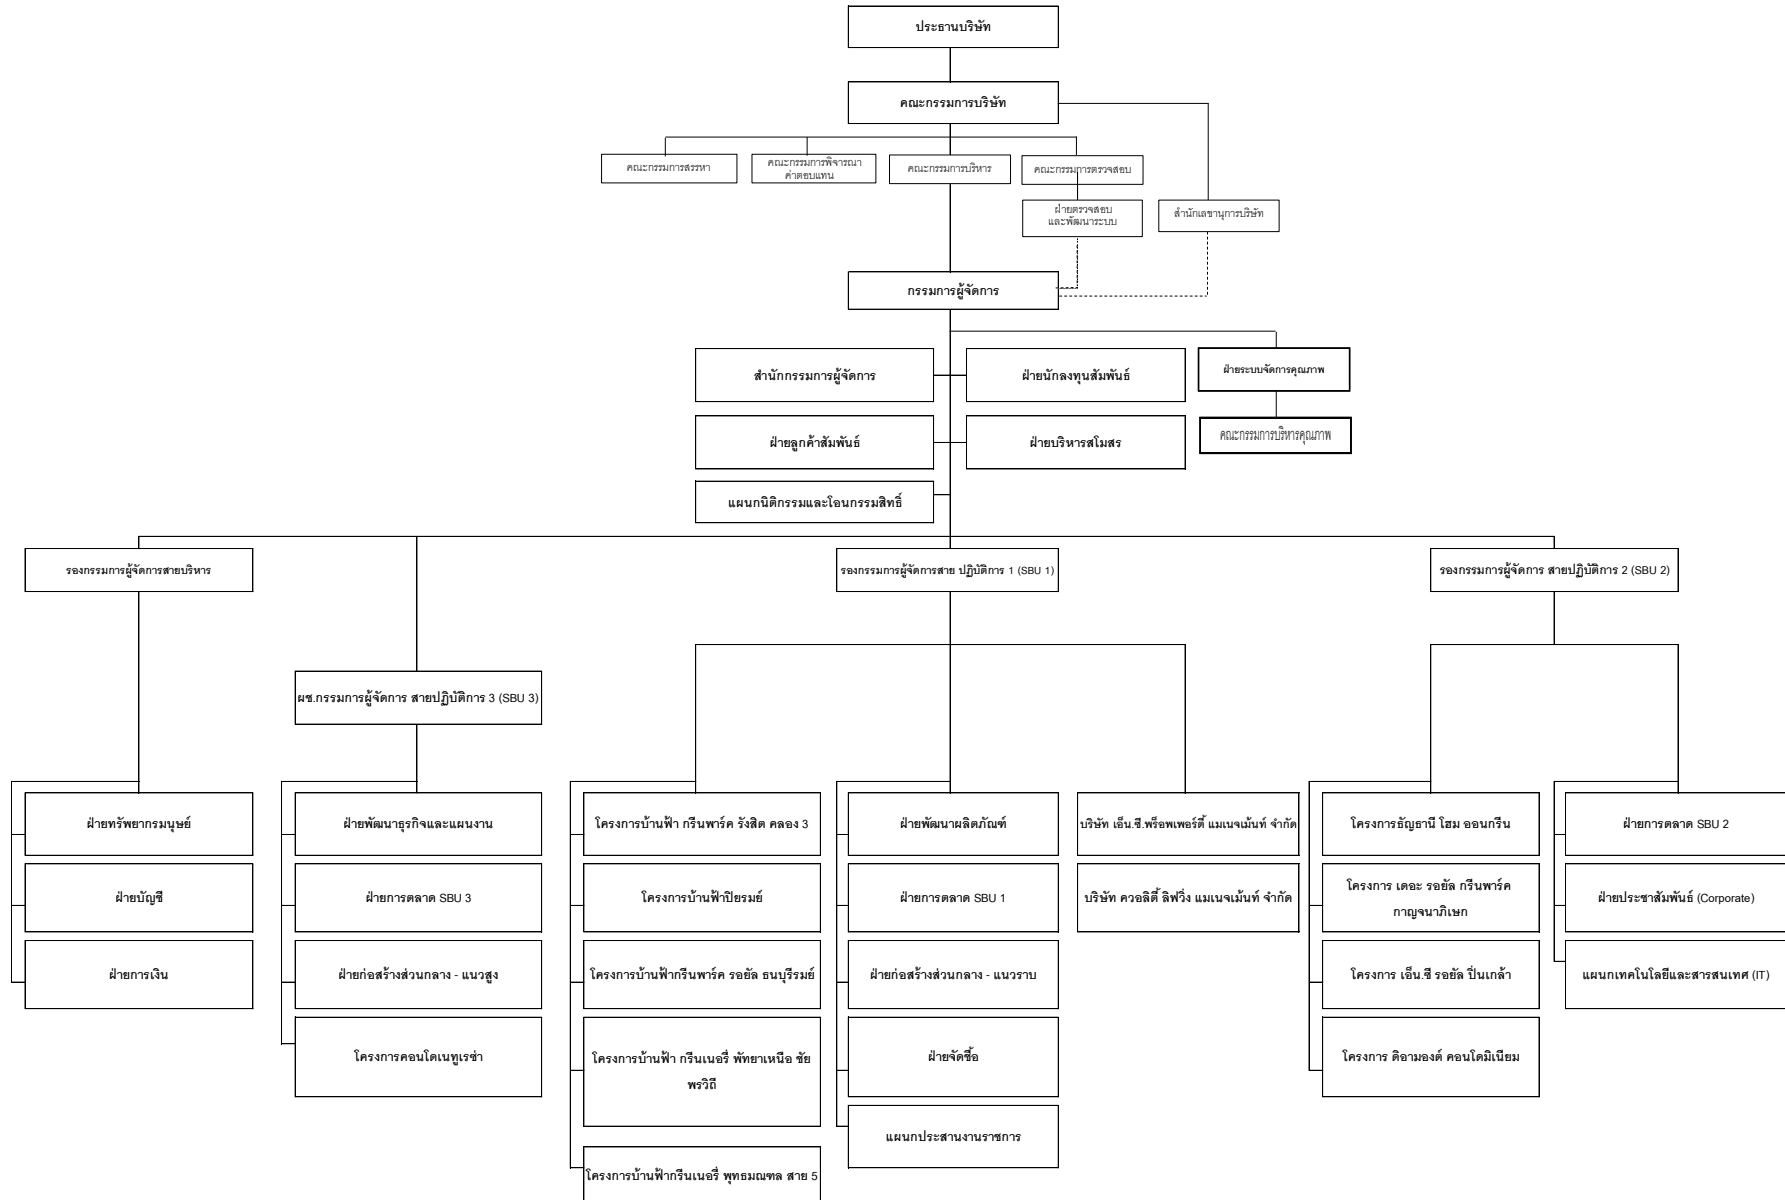 ประธานบริษัท
คณะกรรมการบริษัท
คณะกรรมการสรรหา
คณะกรรมการพิจารณา
ค่าตอบแทน
คณะกรรมการบริหาร
คณะกรรมการตรวจสอบ
ฝ่ายตรวจสอบ
และพัฒนาระบบ
สำนักเลขานุการบริษัท
กรรมการผู้จัดการ
สำนักกรรมการผู้จัดการ
ฝ่ายนักลงทุนสัมพันธ์
ฝ่ายระบบจัดการคุณภาพ
ฝ่ายลูกค้าสัมพันธ์
ฝ่ายบริหารสโมสร
คณะกรรมการบริหารคุณภาพ
แผนกนิติกรรมและโอนกรรมสิทธิ์
รองกรรมการผู้จัดการสายบริหาร
รองกรรมการผู้จัดการสาย ปฏิบัติการ 1 (SBU 1)
รองกรรมการผู้จัดการ สายปฏิบัติการ 2 (SBU 2)
ผช.กรรมการผู้จัดการ สายปฏิบัติการ 3 (SBU 3)
ฝ่ายทรัพยากรมนุษย์
ฝ่ายพัฒนาธุรกิจและแผนงาน
โครงการบ้านฟ้า กรีนพาร์ค รังสิต คลอง 3
ฝ่ายพัฒนาผลิตภัณฑ์
บริษัท เอ็น.ซี.พร็อพเพอร์ตี้ แมเนจเม้นท์ จำกัด
โครงการธัญธานี โฮม ออนกรีน
ฝ่ายการตลาด SBU 2
ฝ่ายบัญชี
ฝ่ายการตลาด SBU 3
โครงการบ้านฟ้าปิยรมย์
ฝ่ายการตลาด SBU 1
บริษัท ควอลิตี้ ลิฟวิ่ง แมเนจเม้นท์ จำกัด
โครงการ เดอะ รอยัล กรีนพาร์ค
กาญจนาภิเษก
ฝ่ายประชาสัมพันธ์ (Corporate)
ฝ่ายการเงิน
ฝ่ายก่อสร้างส่วนกลาง - แนวสูง
โครงการบ้านฟ้ากรีนพาร์ค รอยัล ธนบุรีรมย์
ฝ่ายก่อสร้างส่วนกลาง - แนวราบ
โครงการ เอ็น.ซี รอยัล ปิ่นเกล้า
แผนกเทคโนโลยีและสารสนเทศ (IT)
โครงการคอนโดเนทูเรซ่า
โครงการบ้านฟ้า กรีนเนอรี่ พัทยาเหนือ ชัย
พรวิถี
ฝ่ายจัดซื้อ
โครงการ ดิอามองต์ คอนโดมิเนียม
แผนกประสานงานราชการ
โครงการบ้านฟ้ากรีนเนอรี่ พุทธมณฑล สาย 5